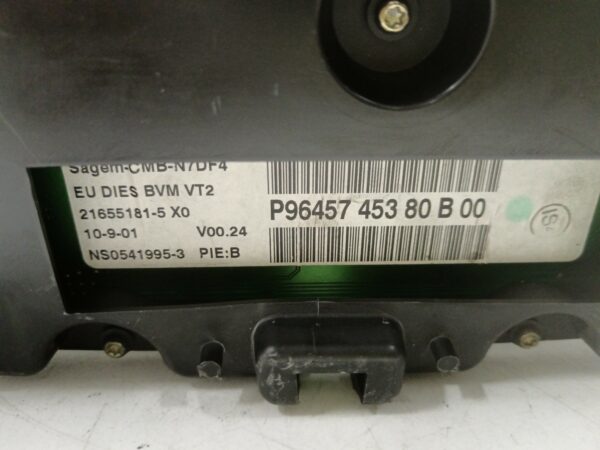 Sagem-CMB-N7DF4
EU DIES BVM VT2
21655181-5 X0
10-9-01 V00.24
NS0541995-3 PIE:B
P96457 453 80 B 00